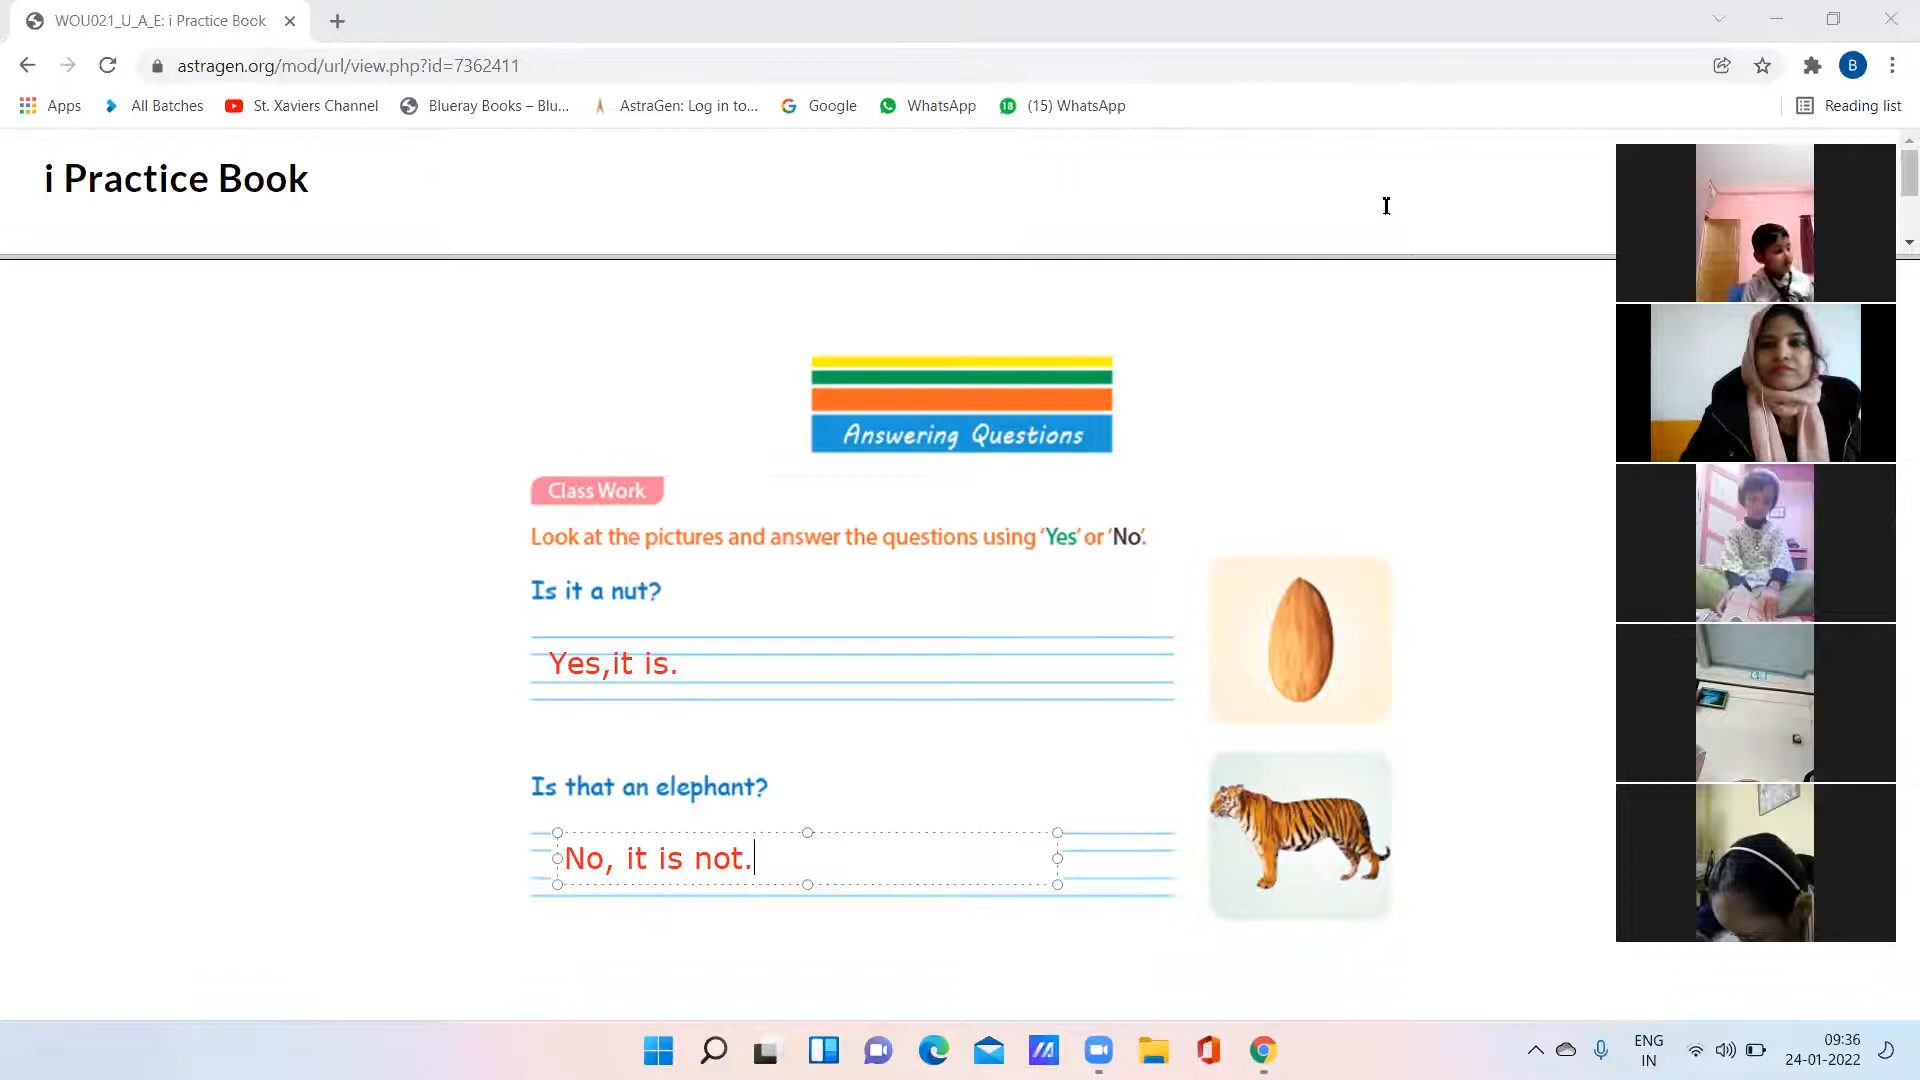 WOU021_U_A_E: i Practice Book
astragen.org/mod/url/view.php?id=7362411
B
Apps
All Batches
St. Xaviers Channel
Blueray Books – Blu...
AstraGen: Log in to...
Google
WhatsApp
18
(15) WhatsApp
Reading list
i Practice Book
Answering Questions
Class Work
Look at the pictures and answer the questions using 'Yes' or 'No'.
Is it a nut?
Yes,it is.
Is that an elephant?
No, it is not.
ENG
IN
09:36
24-01-2022